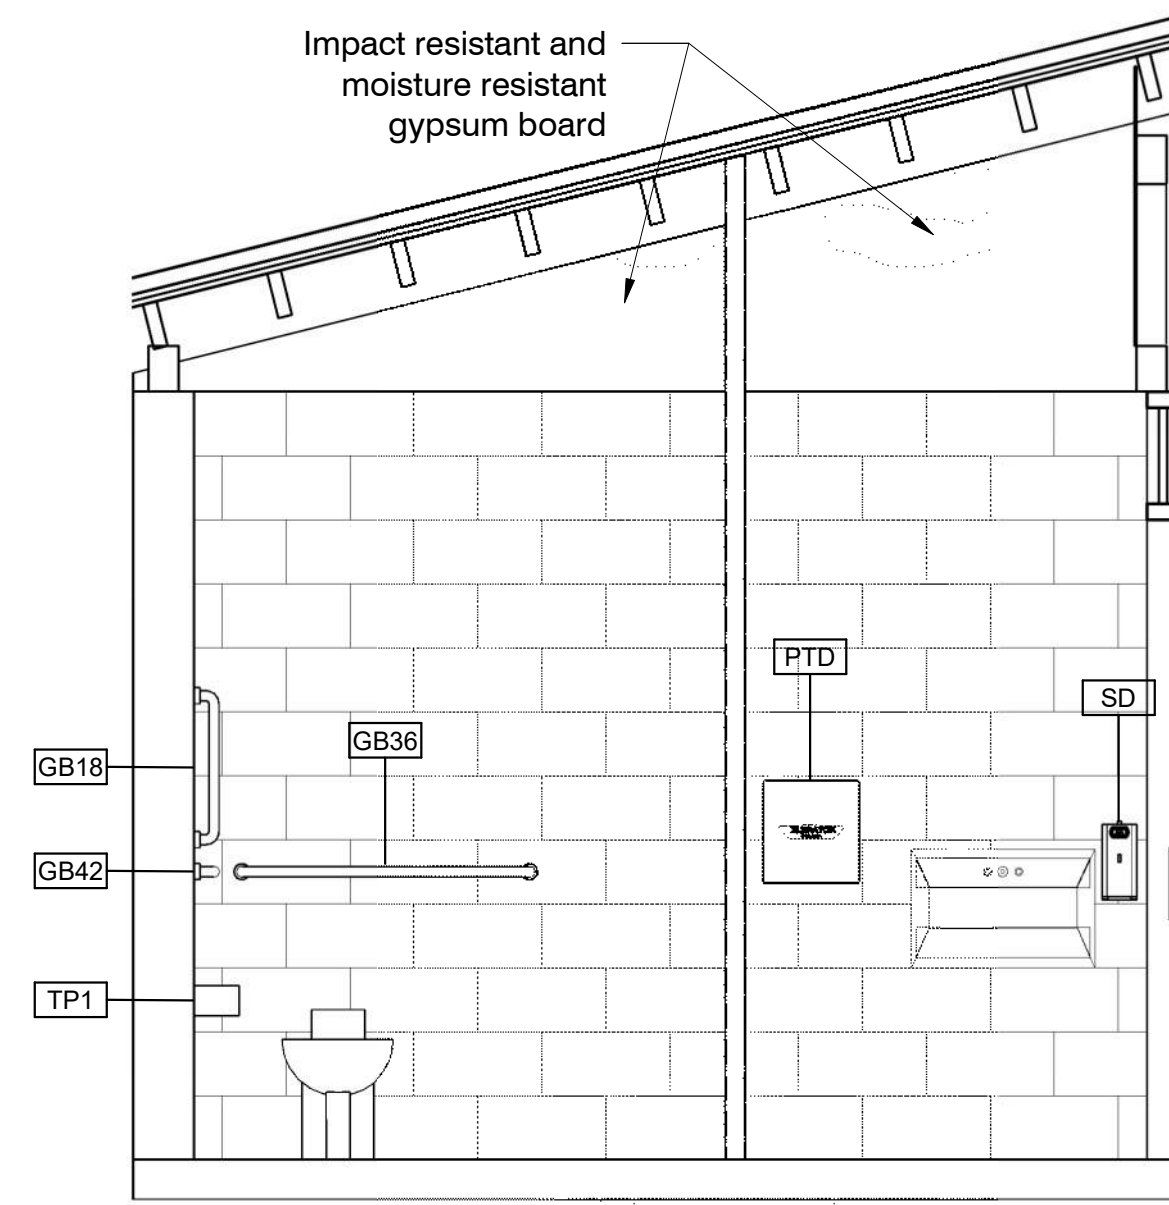 Impact resistant and
moisture resistant
gypsum board
PTD
SD
GB36
GB18
GB42
TP1